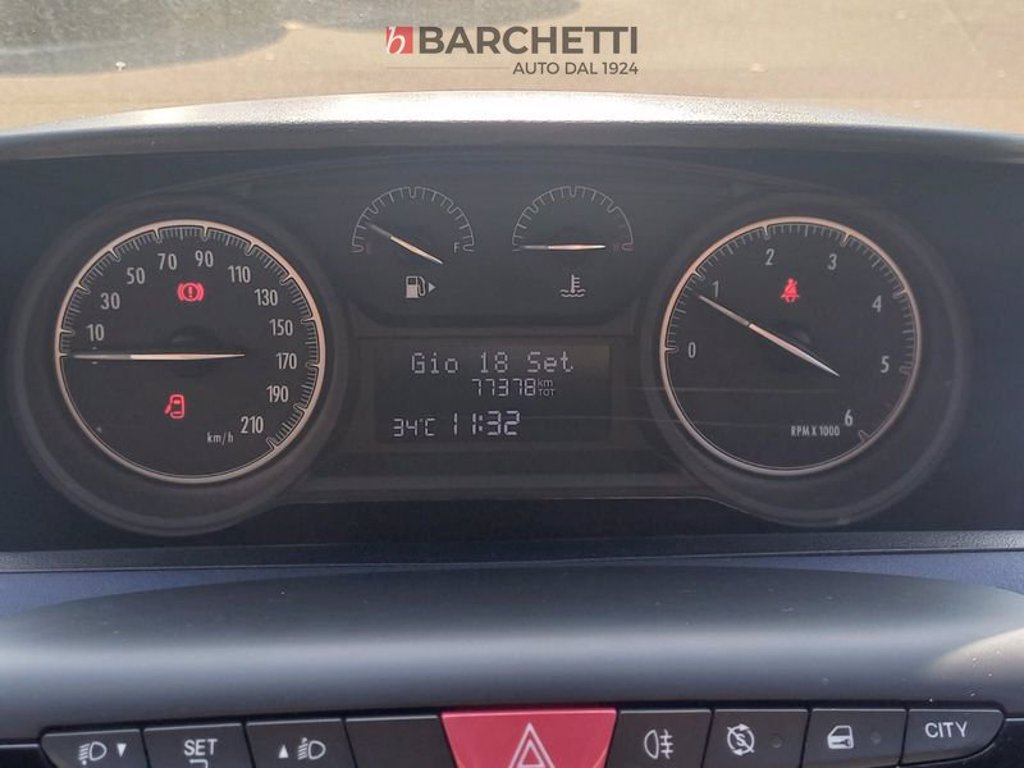 b BARCHETTI
AUTO DAL 1924
10 30 50 70 90 110 130 150 170 190 210
km/h
E F
H
Gio 18 Set
77378 km TOT
34°C 11:32
0 1 2 3 4 5 6
RPM X 1000
SET
CITY